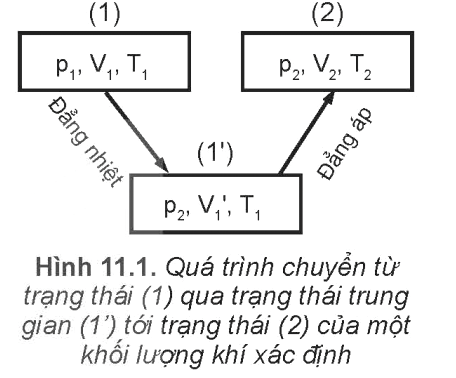 (1) (2)
p₁, V₁, T₁ p₂, V₂, T₂
Đẳng nhiệt
Đẳng áp
(1')
p₂, V₁', T₁
Hình 11.1. Quá trình chuyển từ
trạng thái (1) qua trạng thái trung
gian (1’) tới trạng thái (2) của một
khối lượng khí xác định